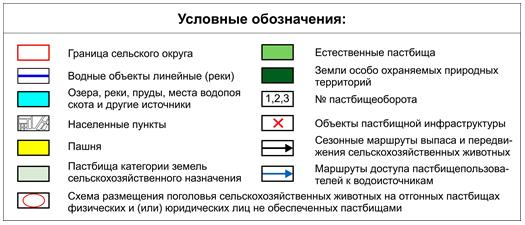 Условные обозначения:
Граница сельского округа
Водные объекты линейные (реки)
Озера, реки, пруды, места водопоя
скота и другие источники
Населенные пункты
Пашня
Пастбища категории земель
сельскохозяйственного назначения
Естественные пастбища
Земли особо охраняемых природных
территорий
1,2,3 № пастбищеоборота
Объекты пастбищной инфраструктуры
Сезонные маршруты выпаса и передви-
жения сельскохозяйственных животных
Маршруты доступа пастбищепользова-
телей к водоисточникам
Схема размещения поголовья сельскохозяйственных животных на отгонных пастбищах
физических и (или) юридических лиц не обеспеченных пастбищами